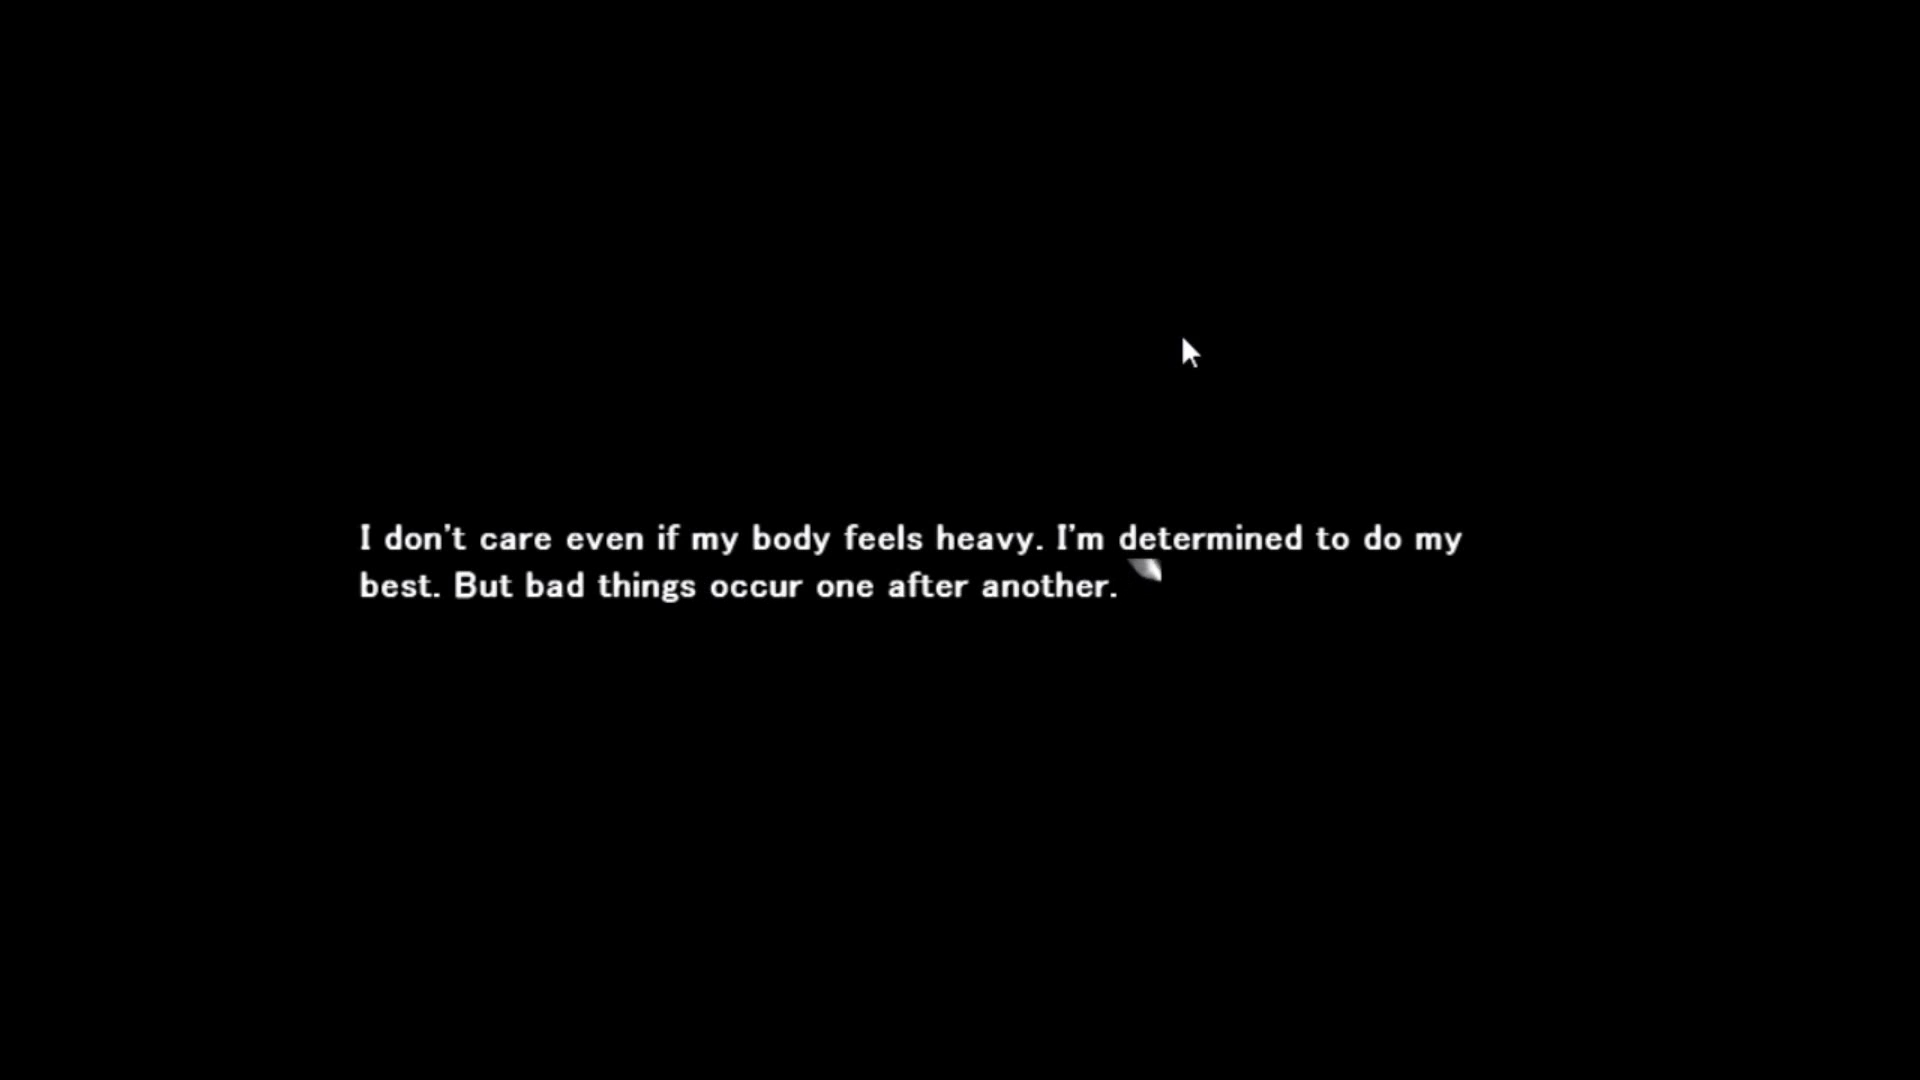 I don't care even if my body feels heavy. I'm determined to do my
best. But bad things occur one after another.